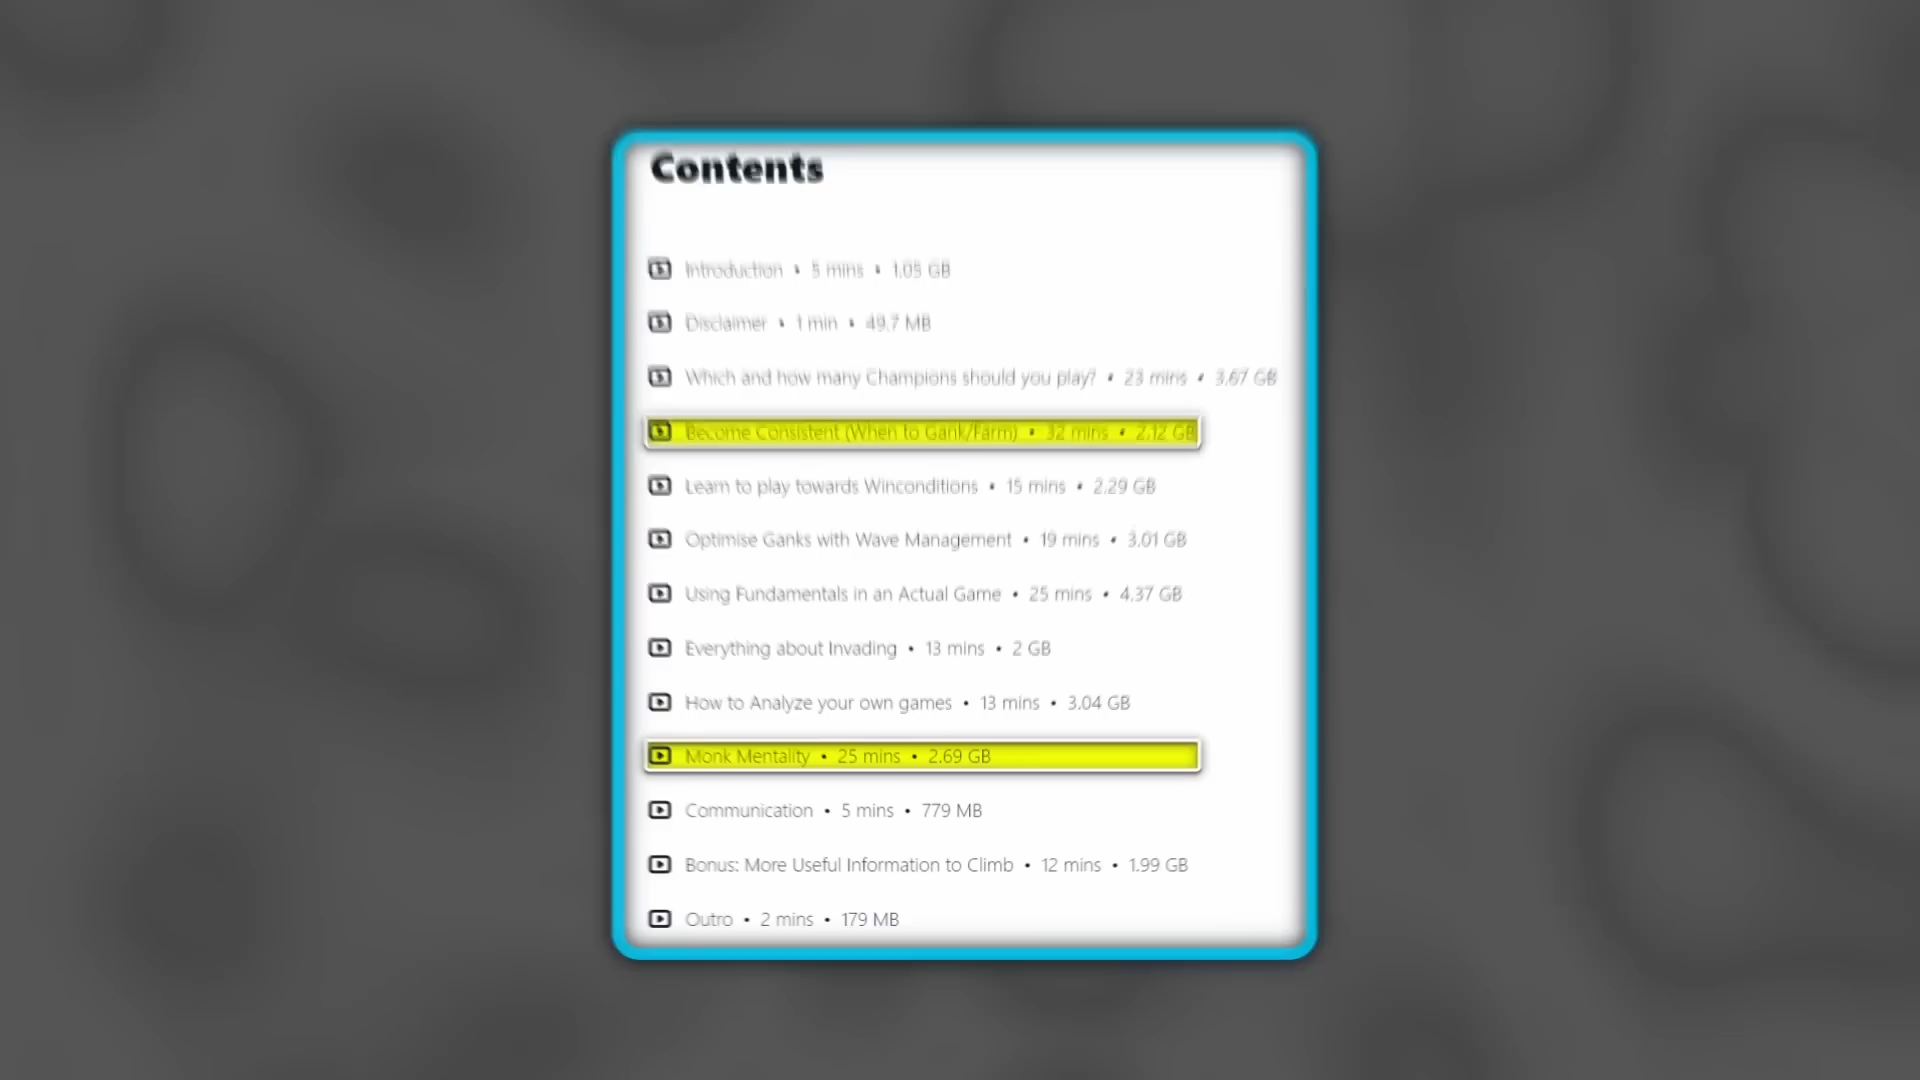 Contents
Introduction • 5 mins • 1.05 GB
Disclaimer • 1 min • 49.7 MB
Which and how many Champions should you play? • 23 mins • 3.67 GB
Become Consistent (When to Gank/Farm) • 32 mins • 2.12 GB
Learn to play towards Winconditions • 15 mins • 2.29 GB
Optimise Ganks with Wave Management • 19 mins • 3.01 GB
Using Fundamentals in an Actual Game • 25 mins • 4.37 GB
Everything about Invading • 13 mins • 2 GB
How to Analyze your own games • 13 mins • 3.04 GB
Monk Mentality • 25 mins • 2.69 GB
Communication • 5 mins • 779 MB
Bonus: More Useful Information to Climb • 12 mins • 1.99 GB
Outro • 2 mins • 179 MB